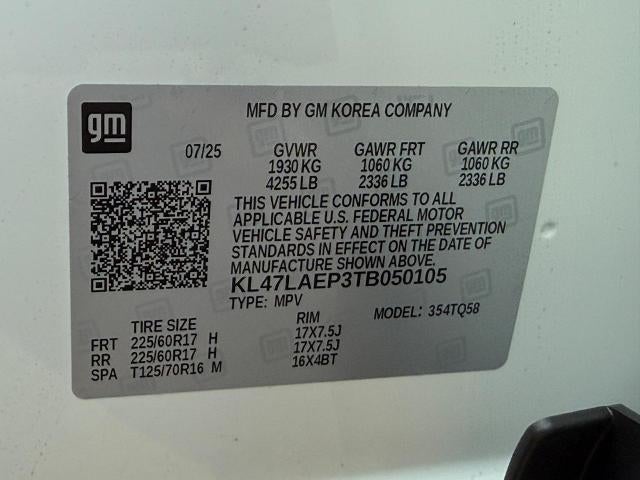 gm
MFD BY GM KOREA COMPANY
07/25 GVWR GAWR FRT GAWR RR
1930 KG 1060 KG 1060 KG
4255 LB 2336 LB 2336 LB
THIS VEHICLE CONFORMS TO ALL
APPLICABLE U.S. FEDERAL MOTOR
VEHICLE SAFETY AND THEFT PREVENTION
STANDARDS IN EFFECT ON THE DATE OF
MANUFACTURE SHOWN ABOVE.
KL47LAEP3TB050105
TYPE: MPV MODEL: 354TQ58
TIRE SIZE RIM
FRT 225/60R17 H 17X7.5J
RR 225/60R17 H 17X7.5J
SPA T125/70R16 M 16X4BT